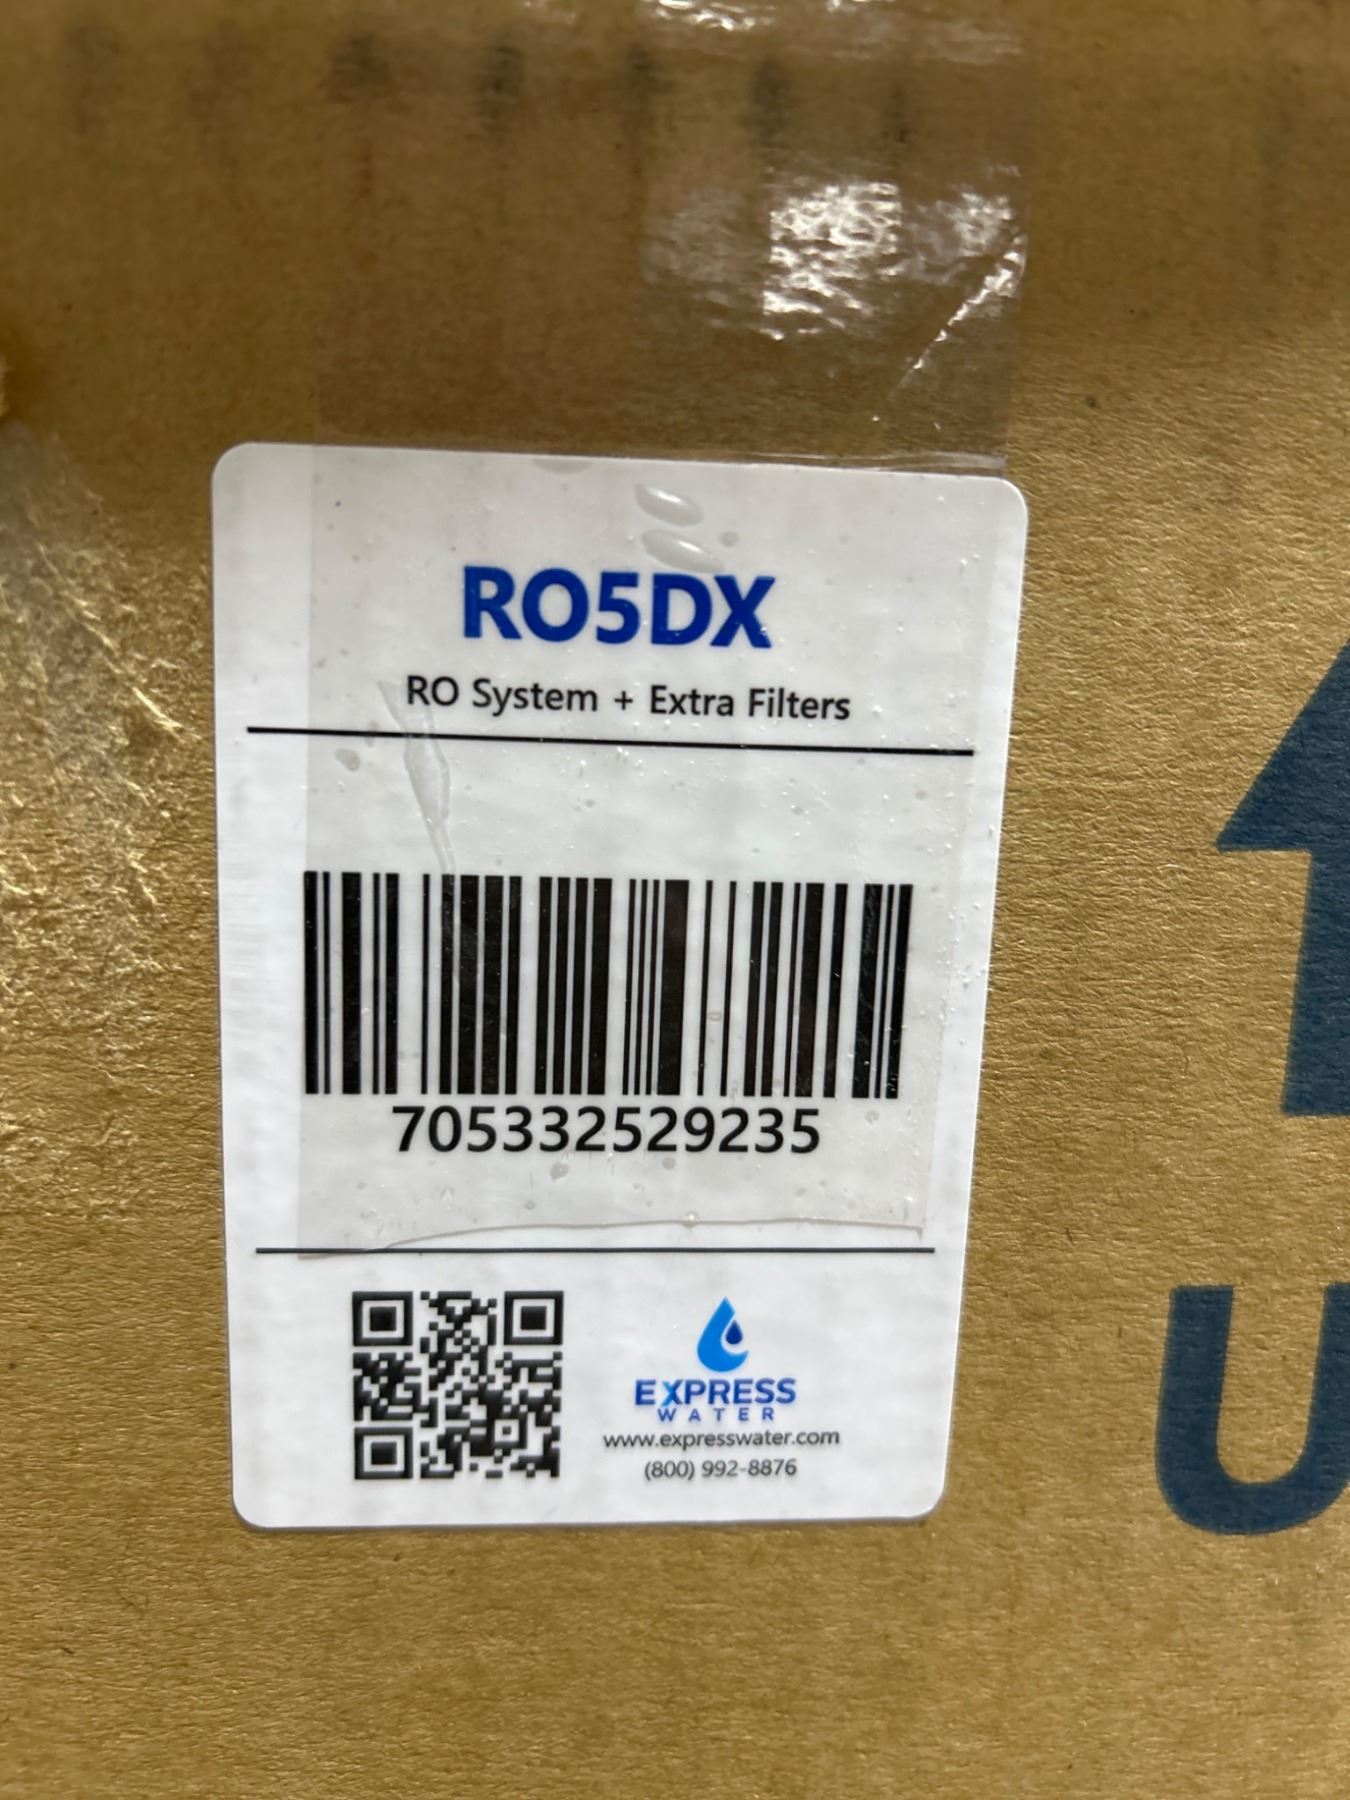 RO5DX
RO System + Extra Filters
705332529235
EXPRESS
WATER
www.expresswater.com
(800) 992-8876
U